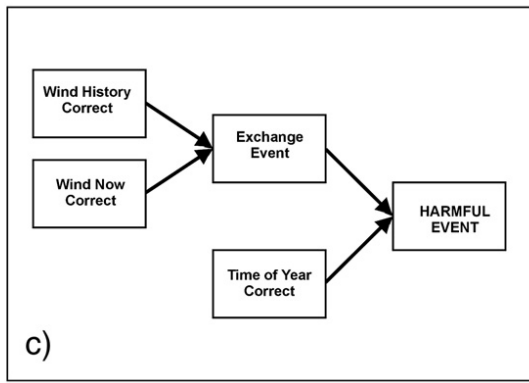 Wind History
Correct
Wind Now
Correct
Exchange
Event
Time of Year
Correct
HARMFUL
EVENT
c)